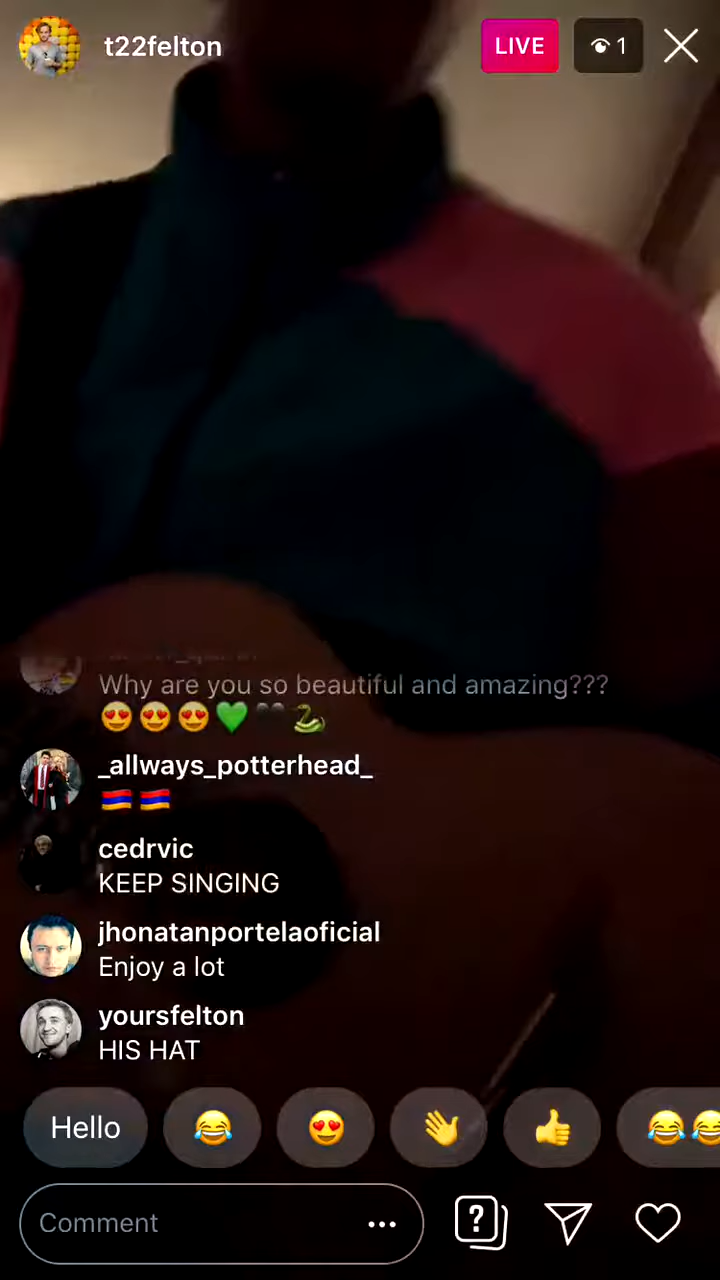 t22felton
LIVE
1
Why are you so beautiful and amazing???
😍😍😍💚🖤🐍
_allways_potterhead_
🇦🇲🇦🇲
cedrvic
KEEP SINGING
jhonatanportelaoficial
Enjoy a lot
yoursfelton
HIS HAT
Hello 😂 😍 👋 👍 😂😂
Comment
?